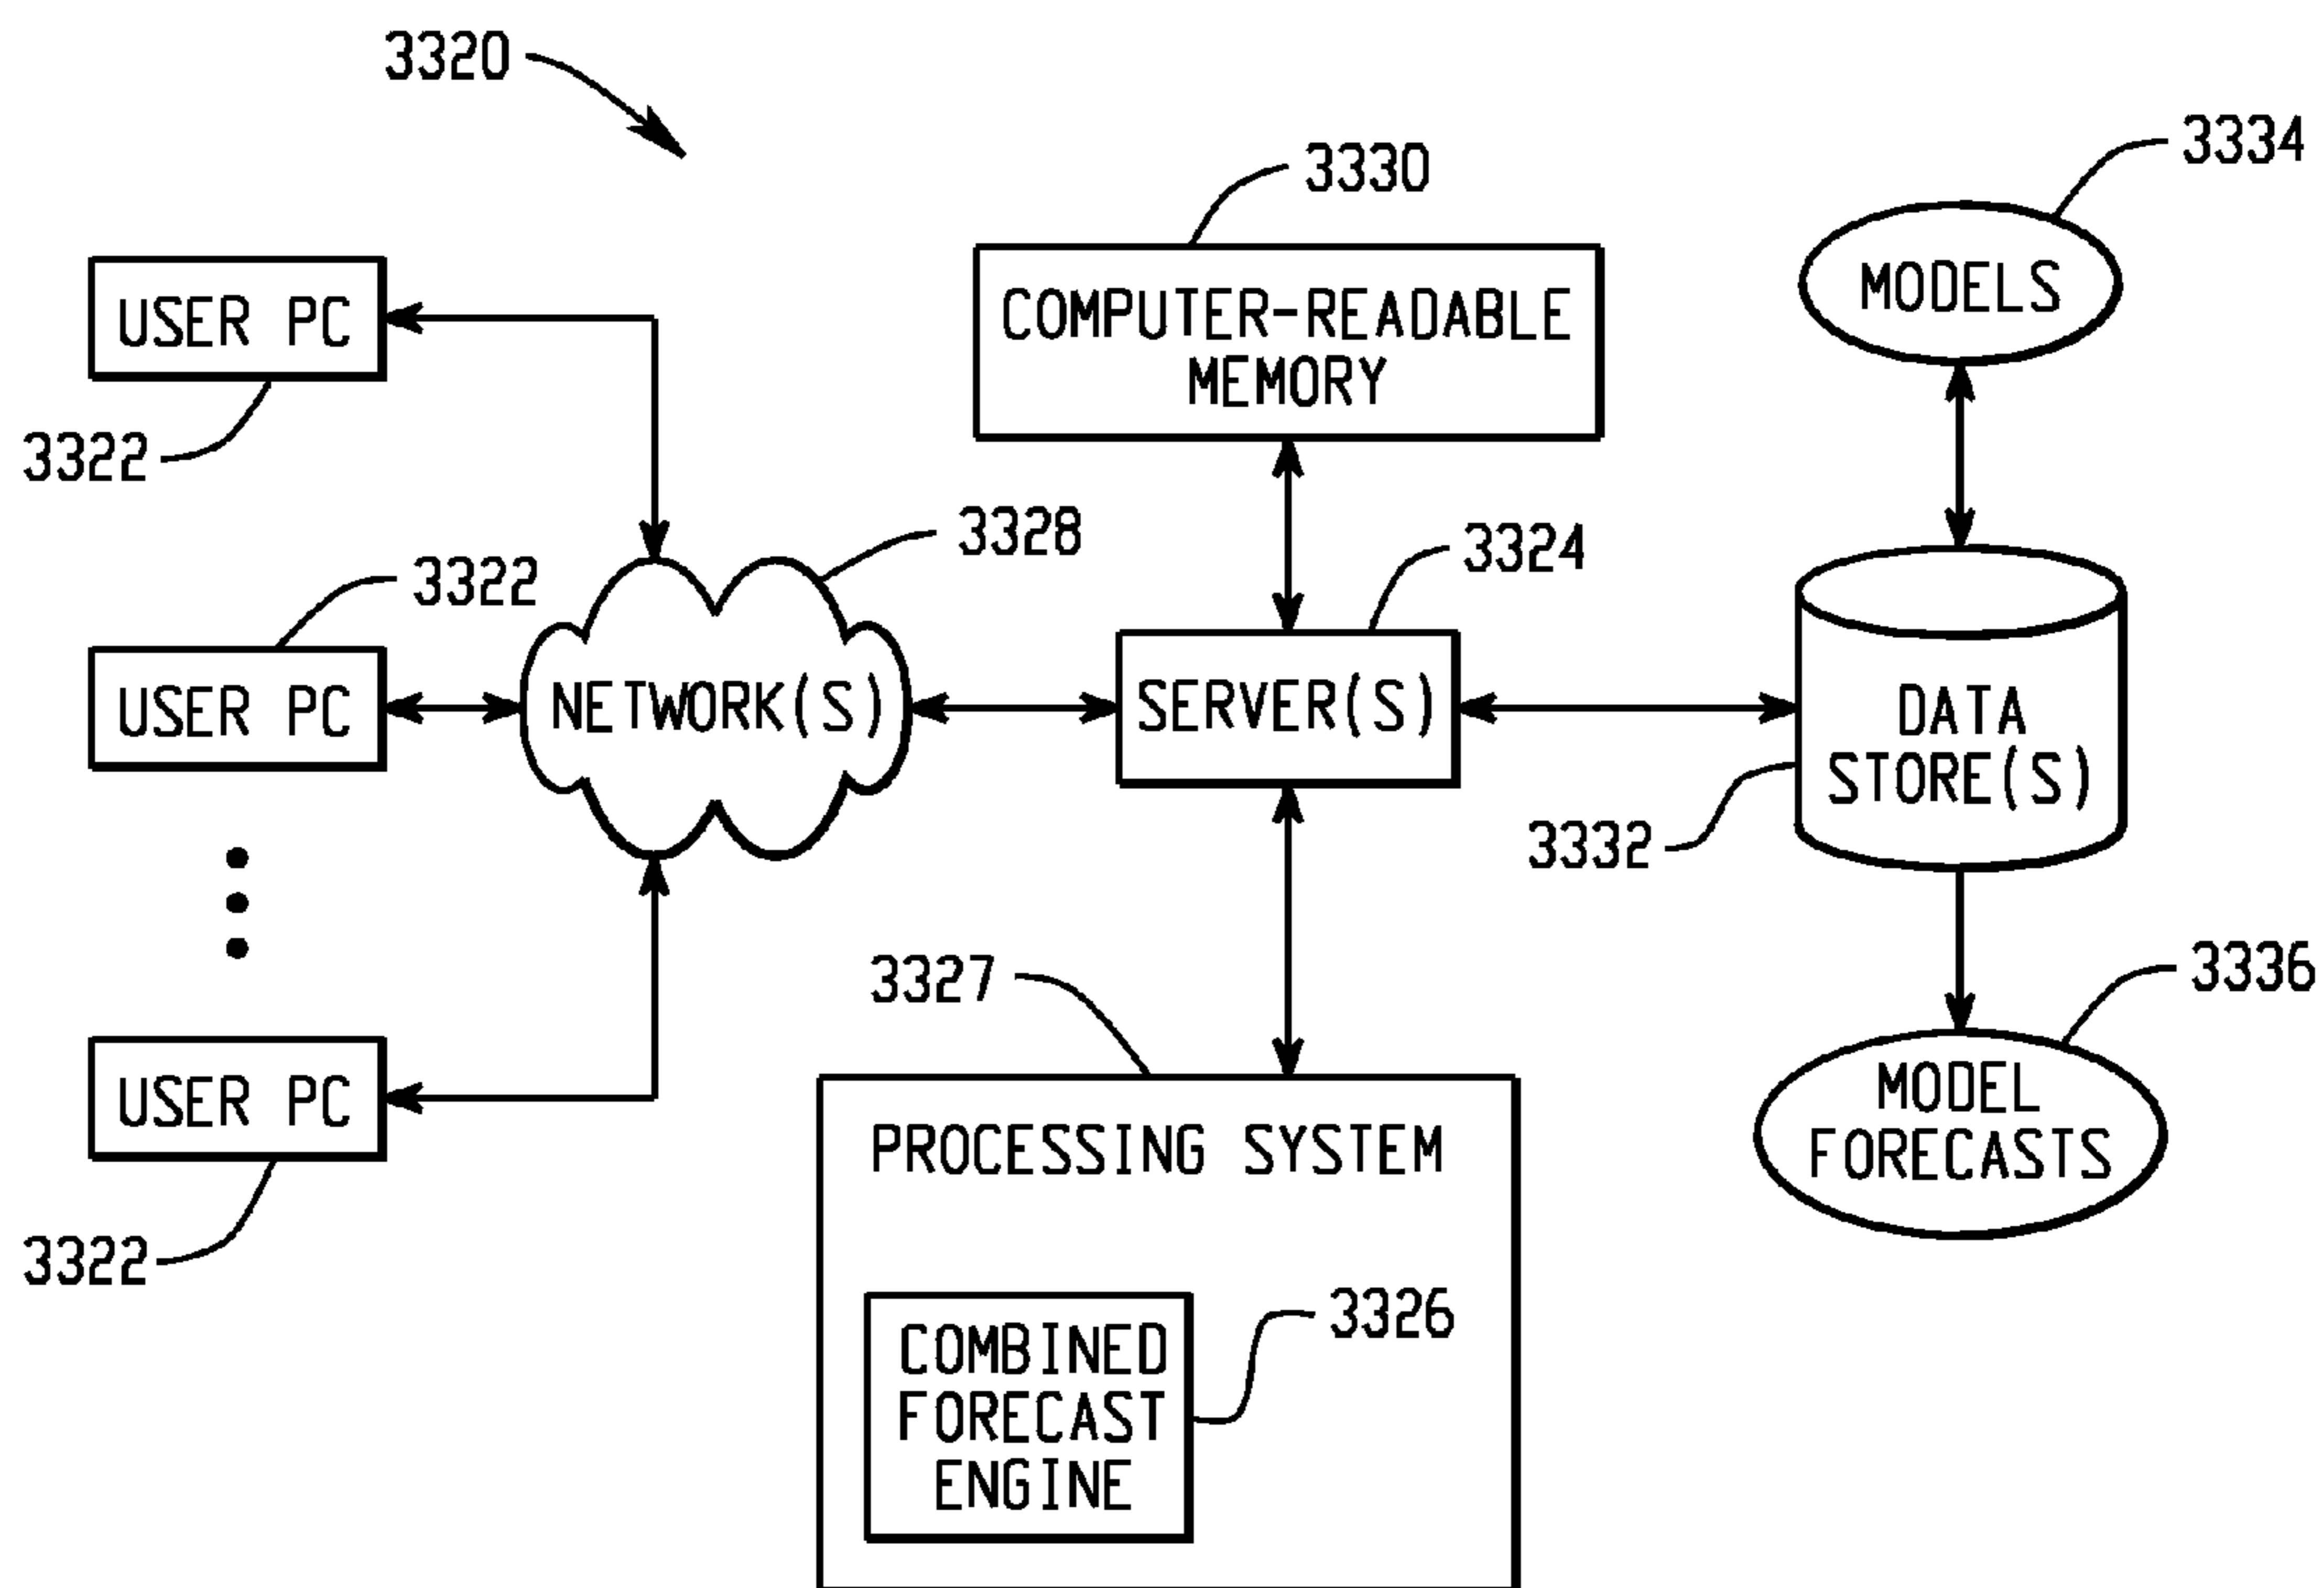 3320
3330
3334
USER PC
COMPUTER-READABLE
MEMORY
MODELS
3322
3328
3324
3322
USER PC
NETWORK(S)
SERVER(S)
DATA
STORE(S)
3332
3327
3336
USER PC
PROCESSING SYSTEM
MODEL
FORECASTS
3322
3326
COMBINED
FORECAST
ENGINE